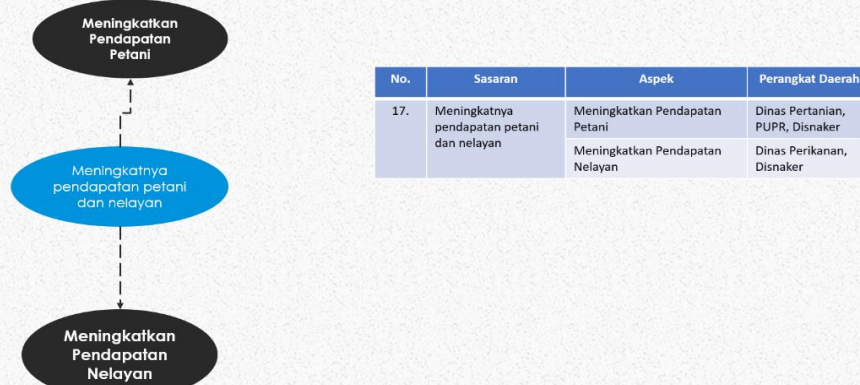 Meningkatkan
Pendapatan
Petani
Meningkatnya
pendapatan petani
dan nelayan
Meningkatkan
Pendapatan
Nelayan
No. Sasaran Aspek Perangkat Daerah
17. Meningkatnya pendapatan petani dan nelayan
Meningkatkan Pendapatan Petani
Dinas Pertanian, PUPR, Disnaker
Meningkatkan Pendapatan Nelayan
Dinas Perikanan, Disnaker